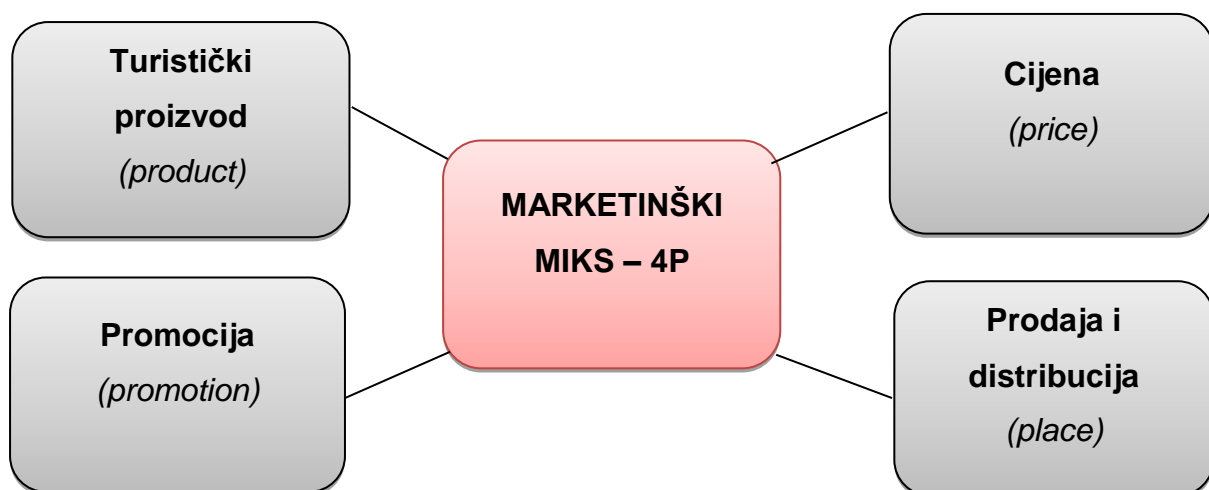 Turistički
proizvod
(product)
Cijena
(price)
MARKETINŠKI
MIKS – 4P
Promocija
(promotion)
Prodaja i
distribucija
(place)